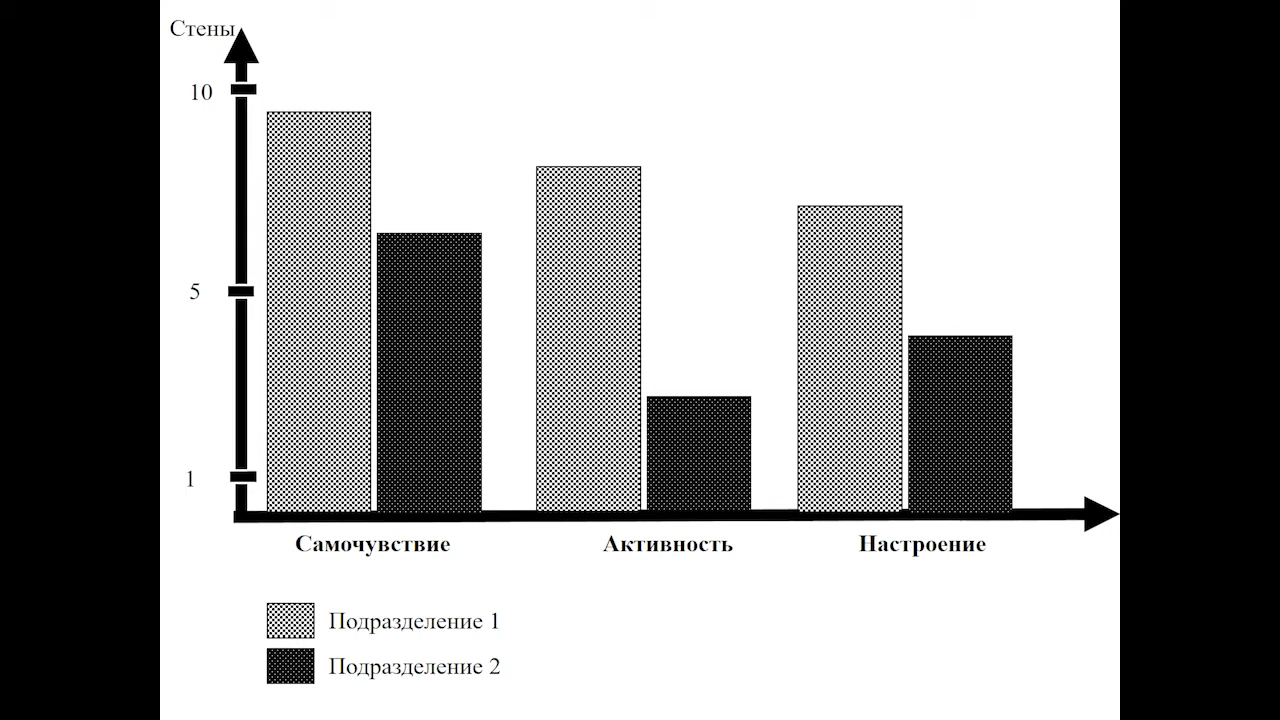 Стены
10
5
1
Самочувствие Активность Настроение
Подразделение 1
Подразделение 2